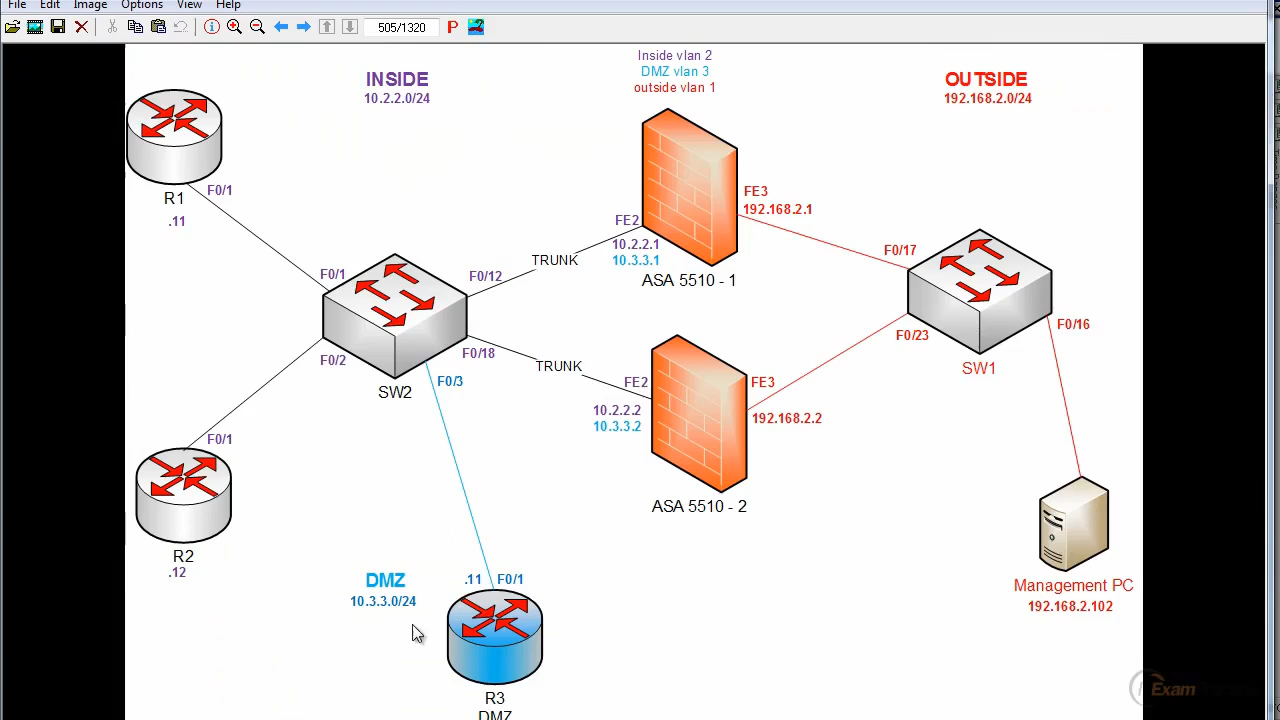 File Edit Image Options View Help
505/1320 P
Inside vlan 2
DMZ vlan 3
outside vlan 1
INSIDE
10.2.2.0/24
OUTSIDE
192.168.2.0/24
R1
.11
F0/1
F0/1
F0/12
TRUNK
FE2
10.2.2.1
10.3.3.1
ASA 5510 - 1
FE3
192.168.2.1
F0/17
F0/2
SW2
F0/18
F0/3
TRUNK
FE2
10.2.2.2
10.3.3.2
ASA 5510 - 2
FE3
192.168.2.2
F0/23
SW1
F0/16
F0/1
R2
.12
DMZ
10.3.3.0/24
.11 F0/1
R3
DMZ
Management PC
192.168.2.102
Exam